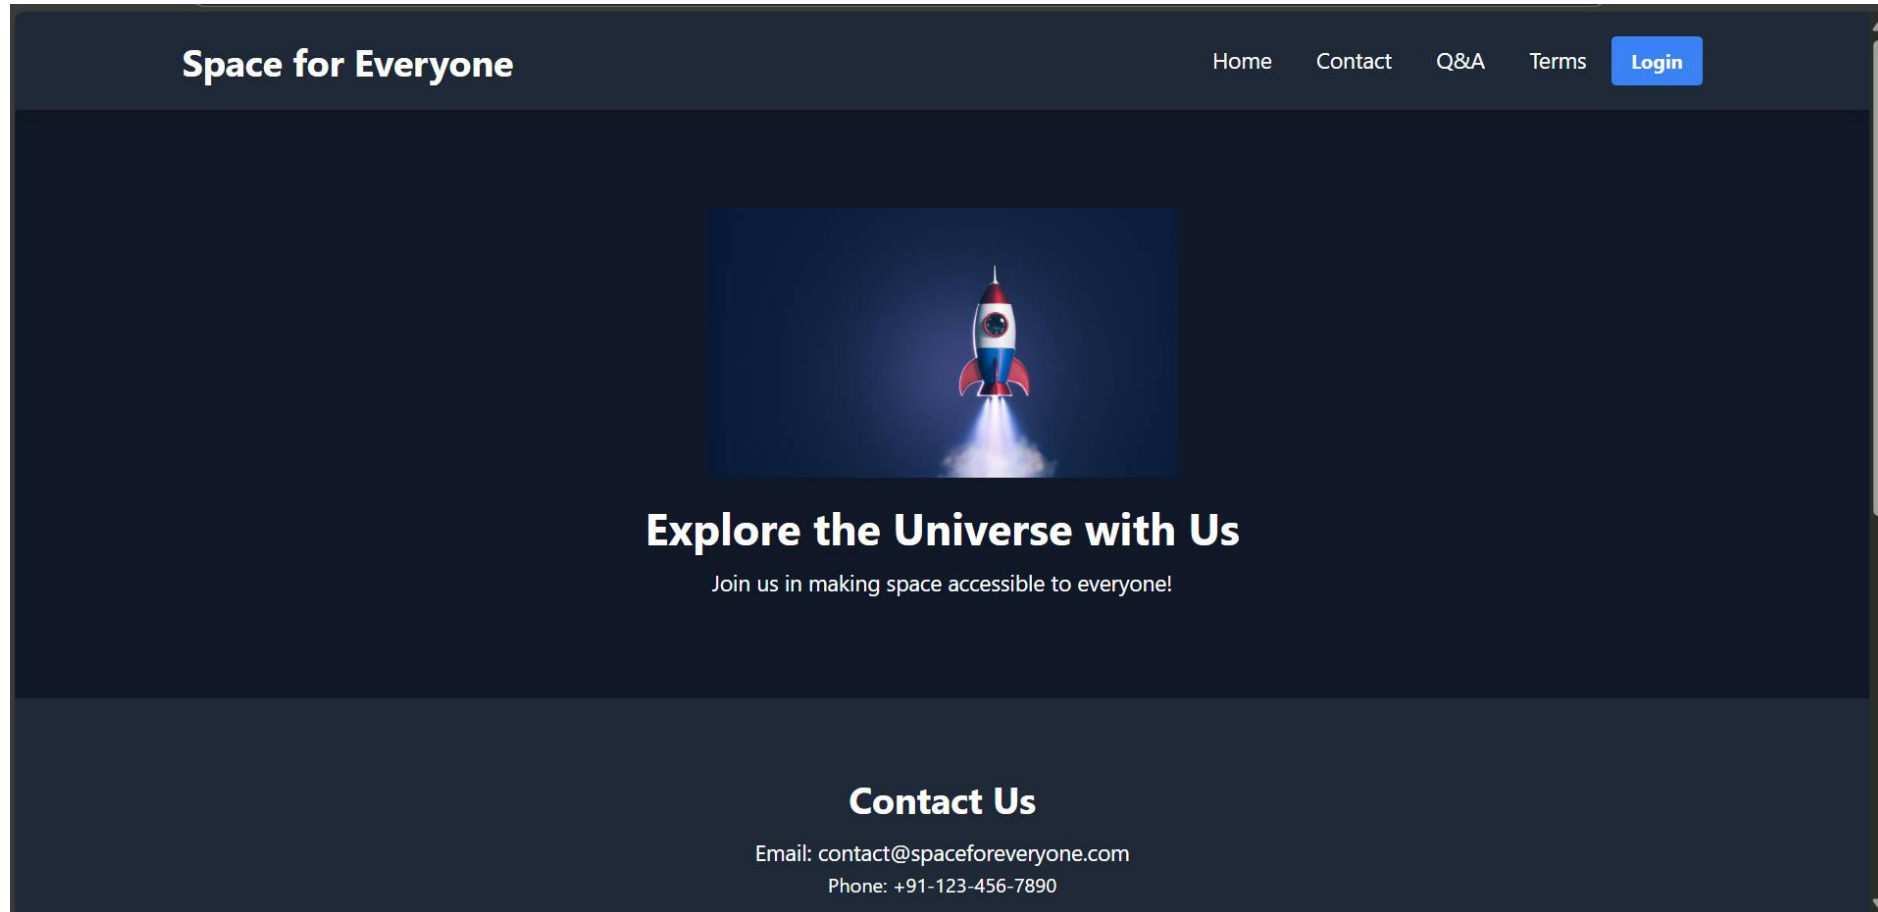 Space for Everyone
Home Contact Q&A Terms Login
Explore the Universe with Us
Join us in making space accessible to everyone!
Contact Us
Email: contact@spaceforeveryone.com
Phone: +91-123-456-7890